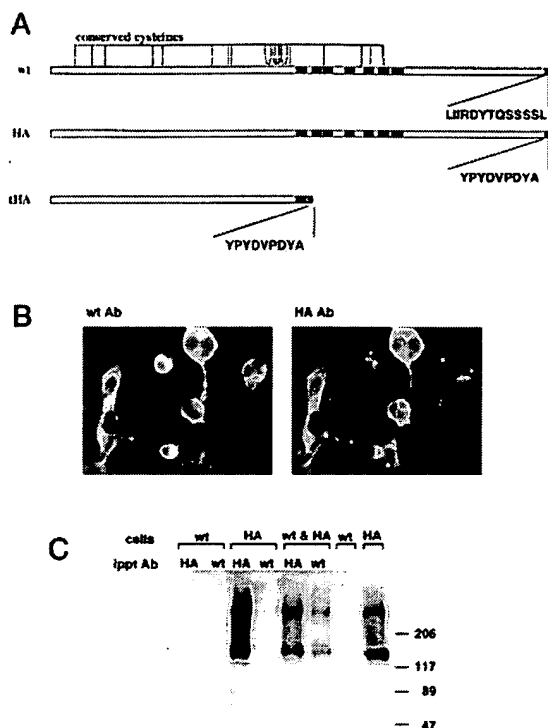 A
conserved cysteines
wt
LIIRDYTQSSSSL
HA
YPYDVPDYA
tHA
YPYDVPDYA
B
wt Ab
HA Ab
C
cells wt HA wt & HA wt HA
Ippt Ab HA wt HA wt HA wt
206
117
89
47